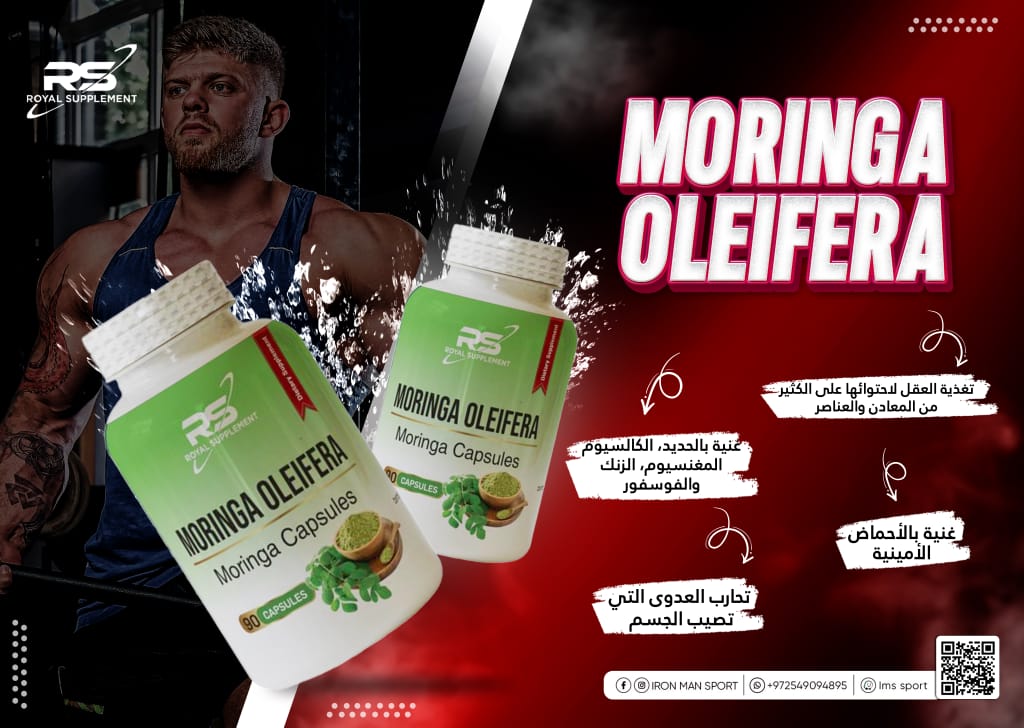 RS
ROYAL SUPPLEMENT
MORINGA
OLEIFERA
تغذية العقل لاحتوائها على الكثير
من المعادن والعناصر
غنية بالحديد، الكالسيوم
المغنسيوم، الزنك
والفوسفور
غنية بالأحماض
الأمينية
تحارب العدوى التي
تصيب الجسم
Dietary Supplement
RS
ROYAL SUPPLEMENT
MORINGA OLEIFERA
Moringa Capsules
90 CAPSULES
Dietary Supplement
RS
ROYAL SUPPLEMENT
MORINGA OLEIFERA
Moringa Capsules
90 CAPSULES
IRON MAN SPORT | +972549094895 | Ims sport